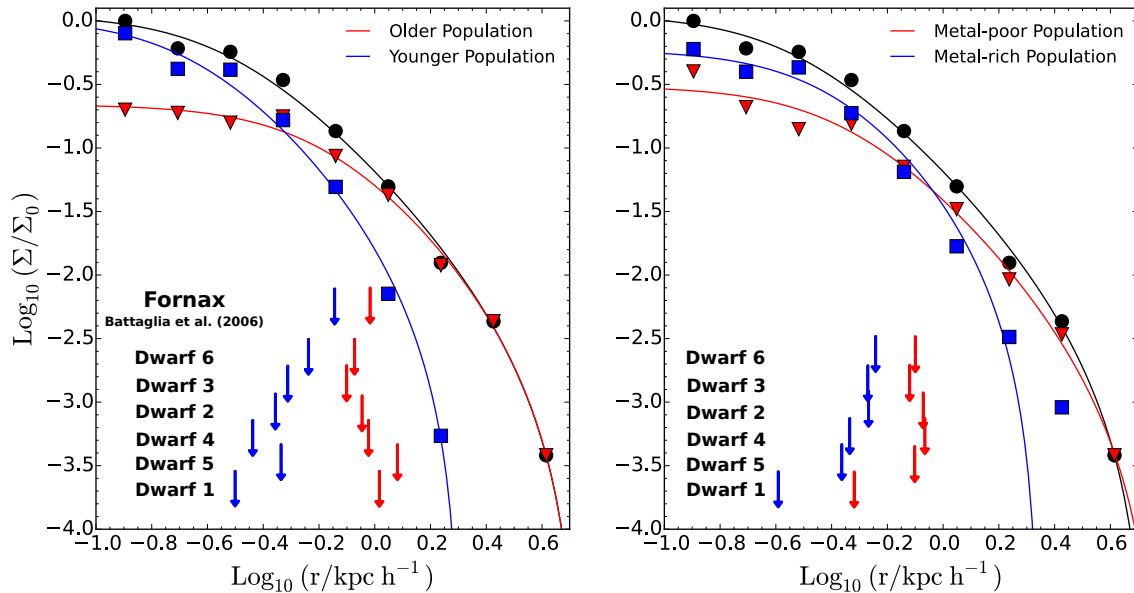 Older Population
Younger Population
Fornax
Battaglia et al. (2006)
Dwarf 6
Dwarf 3
Dwarf 2
Dwarf 4
Dwarf 5
Dwarf 1
0.0
−0.5
−1.0
−1.5
−2.0
−2.5
−3.0
−3.5
−4.0
Log₁₀ (Σ/Σ₀)
−1.0 −0.8 −0.6 −0.4 −0.2 0.0 0.2 0.4 0.6
Log₁₀ (r/kpc h⁻¹)
Metal-poor Population
Metal-rich Population
Dwarf 6
Dwarf 3
Dwarf 2
Dwarf 4
Dwarf 5
Dwarf 1
0.0
−0.5
−1.0
−1.5
−2.0
−2.5
−3.0
−3.5
−4.0
−1.0 −0.8 −0.6 −0.4 −0.2 0.0 0.2 0.4 0.6
Log₁₀ (r/kpc h⁻¹)